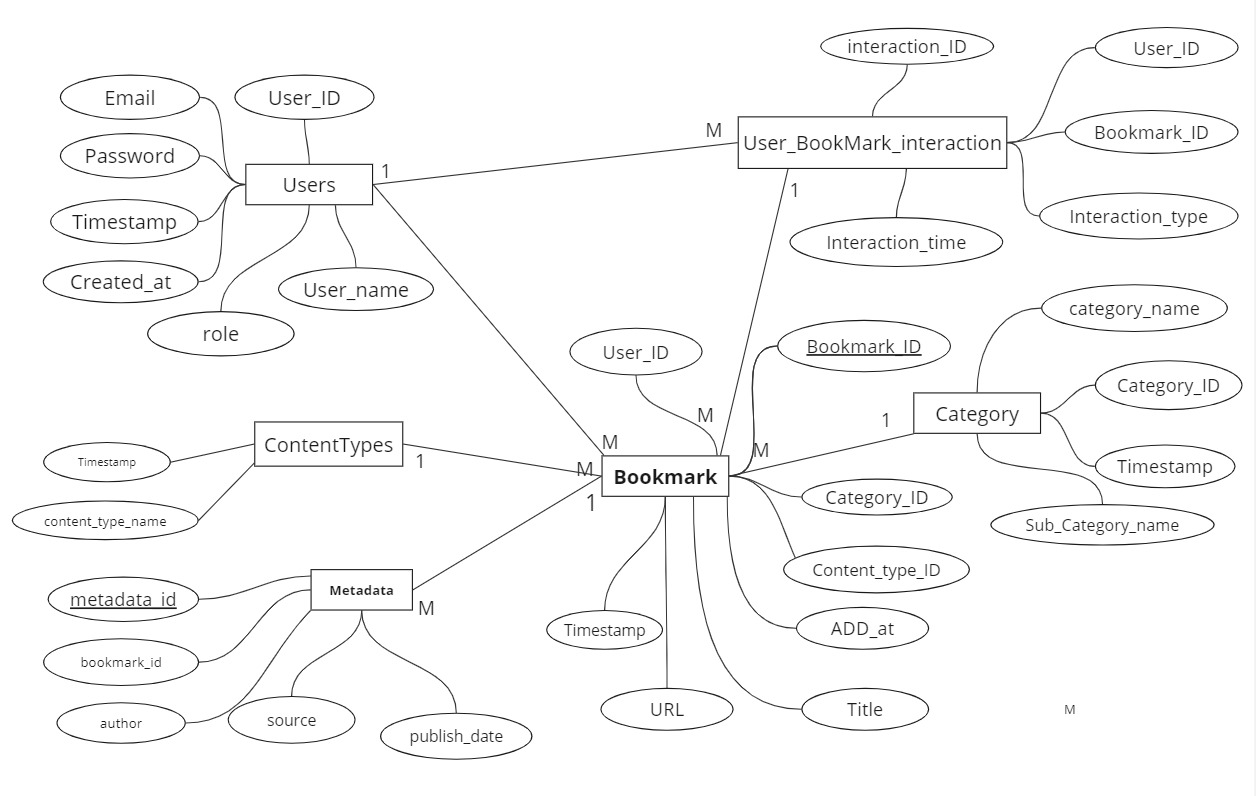 interaction_ID
User_ID
Email
User_ID
M
Bookmark_ID
User_BookMark_interaction
Password
1
Users
1
Timestamp
Interaction_type
Interaction_time
Created_at
User_name
category_name
role
Bookmark_ID
User_ID
Category_ID
M
1
Category
ContentTypes
M
M
Timestamp
1
M
Bookmark
Timestamp
1
Category_ID
content_type_name
Sub_Category_name
Content_type_ID
Metadata
metadata_id
M
Timestamp
ADD_at
bookmark_id
URL
Title
M
author
source
publish_date